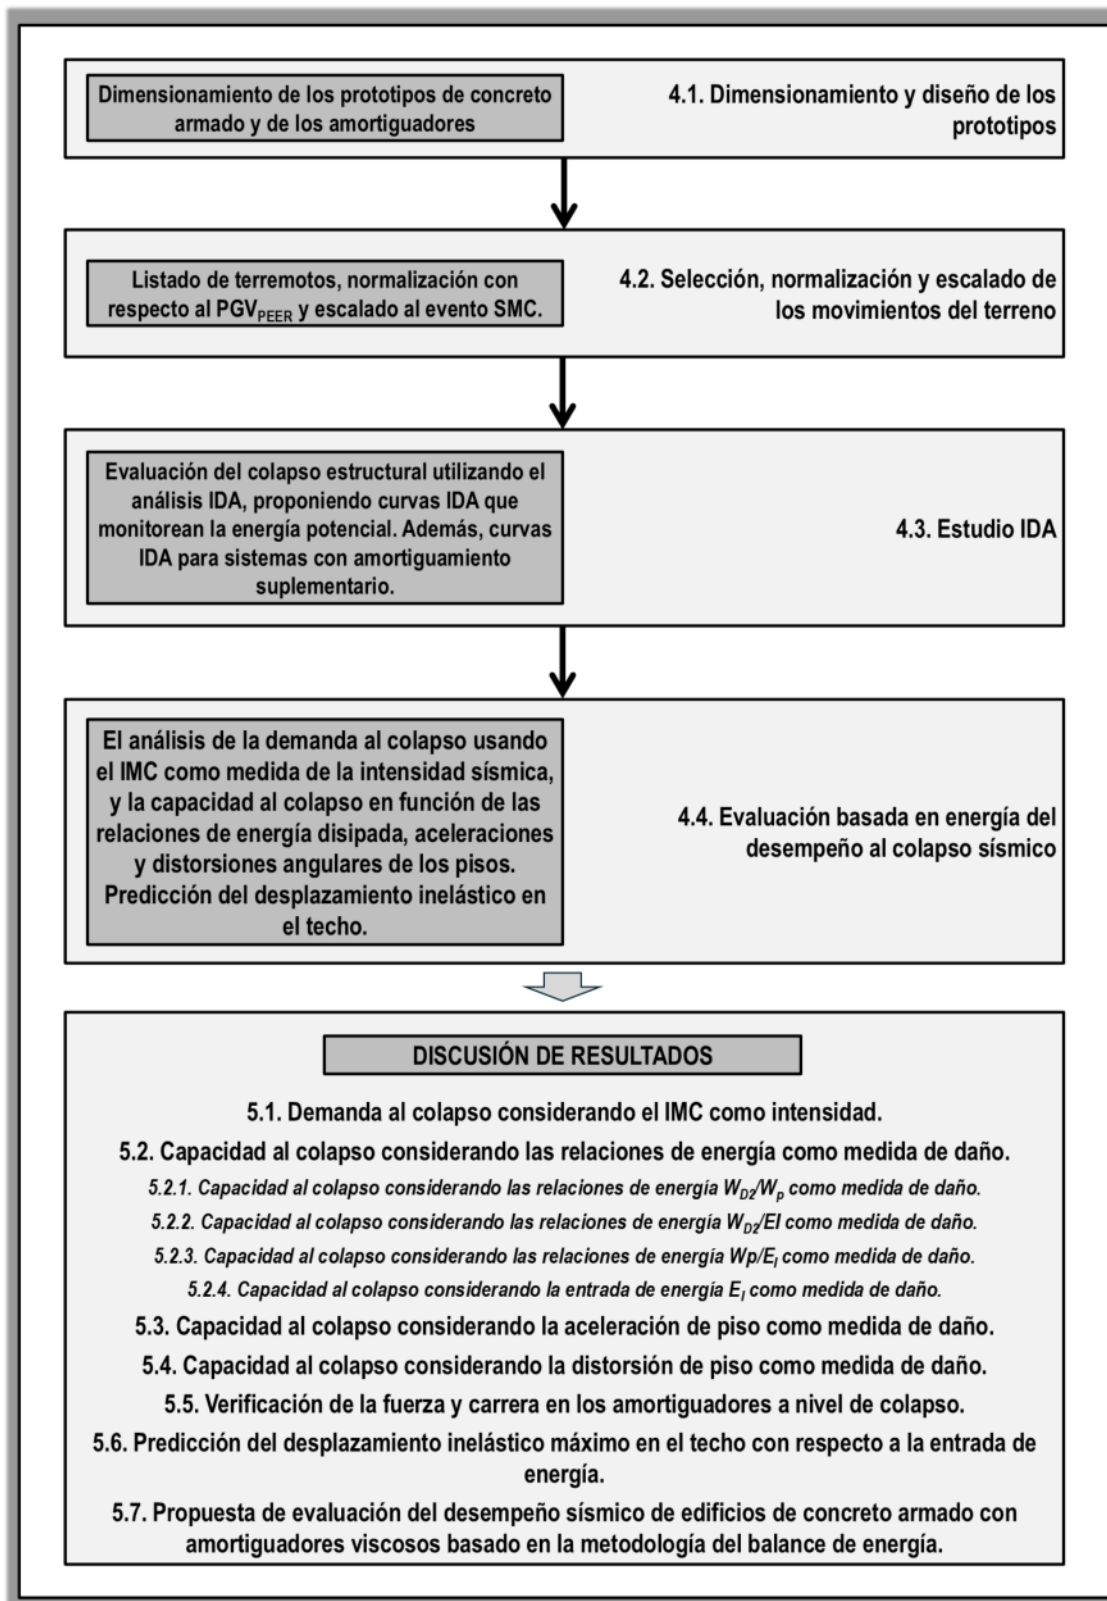 Dimensionamiento de los prototipos de concreto
armado y de los amortiguadores
4.1. Dimensionamiento y diseño de los
prototipos
Listado de terremotos, normalización con
respecto al PGV_PEER y escalado al evento SMC.
4.2. Selección, normalización y escalado de
los movimientos del terreno
Evaluación del colapso estructural utilizando el
análisis IDA, proponiendo curvas IDA que
monitorean la energía potencial. Además, curvas
IDA para sistemas con amortiguamiento
suplementario.
4.3. Estudio IDA
El análisis de la demanda al colapso usando
el IMC como medida de la intensidad sísmica,
y la capacidad al colapso en función de las
relaciones de energía disipada, aceleraciones
y distorsiones angulares de los pisos.
Predicción del desplazamiento inelástico en
el techo.
4.4. Evaluación basada en energía del
desempeño al colapso sísmico
DISCUSIÓN DE RESULTADOS
5.1. Demanda al colapso considerando el IMC como intensidad.
5.2. Capacidad al colapso considerando las relaciones de energía como medida de daño.
5.2.1. Capacidad al colapso considerando las relaciones de energía W_D2/W_p como medida de daño.
5.2.2. Capacidad al colapso considerando las relaciones de energía W_D2/EI como medida de daño.
5.2.3. Capacidad al colapso considerando las relaciones de energía Wp/E_I como medida de daño.
5.2.4. Capacidad al colapso considerando la entrada de energía E_I como medida de daño.
5.3. Capacidad al colapso considerando la aceleración de piso como medida de daño.
5.4. Capacidad al colapso considerando la distorsión de piso como medida de daño.
5.5. Verificación de la fuerza y carrera en los amortiguadores a nivel de colapso.
5.6. Predicción del desplazamiento inelástico máximo en el techo con respecto a la entrada de
energía.
5.7. Propuesta de evaluación del desempeño sísmico de edificios de concreto armado con
amortiguadores viscosos basado en la metodología del balance de energía.